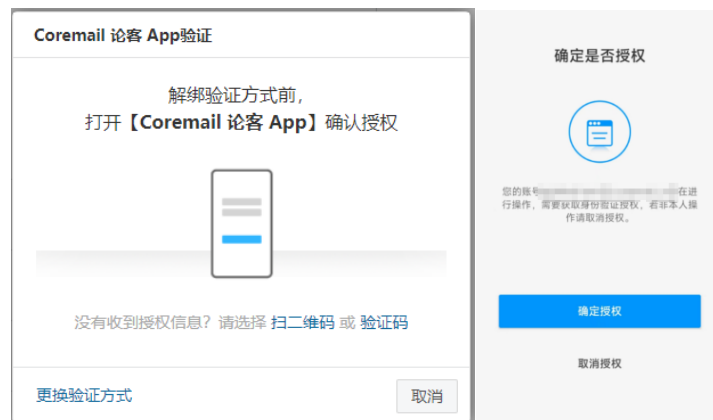 Coremail 论客 App验证
解绑验证方式前，
打开【Coremail 论客 App】确认授权
没有收到授权信息？请选择 扫二维码 或 验证码
更换验证方式
取消
确定是否授权
您的账号
在进
行操作，需要获取身份验证授权，若非本人操
作请取消授权。
确定授权
取消授权